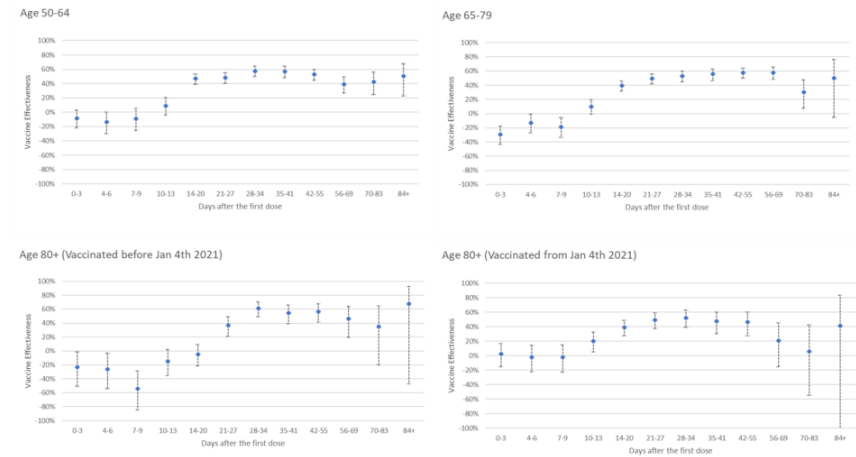 Age 50-64
100%
80%
60%
40%
20%
0%
-20%
-40%
-60%
-80%
-100%
Vaccine Effectiveness
0-3 4-6 7-9 10-13 14-20 21-27 28-34 35-41 42-55 56-69 70-83 84+
Days after the first dose
Age 65-79
100%
80%
60%
40%
20%
0%
-20%
-40%
-60%
-80%
-100%
Vaccine Effectiveness
0-3 4-6 7-9 10-13 14-20 21-27 28-34 35-41 42-55 56-69 70-83 84+
Days after the first dose
Age 80+ (Vaccinated before Jan 4th 2021)
100%
80%
60%
40%
20%
0%
-20%
-40%
-60%
-80%
-100%
Vaccine Effectiveness
0-3 4-6 7-9 10-13 14-20 21-27 28-34 35-41 42-55 56-69 70-83 84+
Days after the first dose
Age 80+ (Vaccinated from Jan 4th 2021)
100%
80%
60%
40%
20%
0%
-20%
-40%
-60%
-80%
-100%
Vaccine Effectiveness
0-3 4-6 7-9 10-13 14-20 21-27 28-34 35-41 42-55 56-69 70-83 84+
Days after the first dose